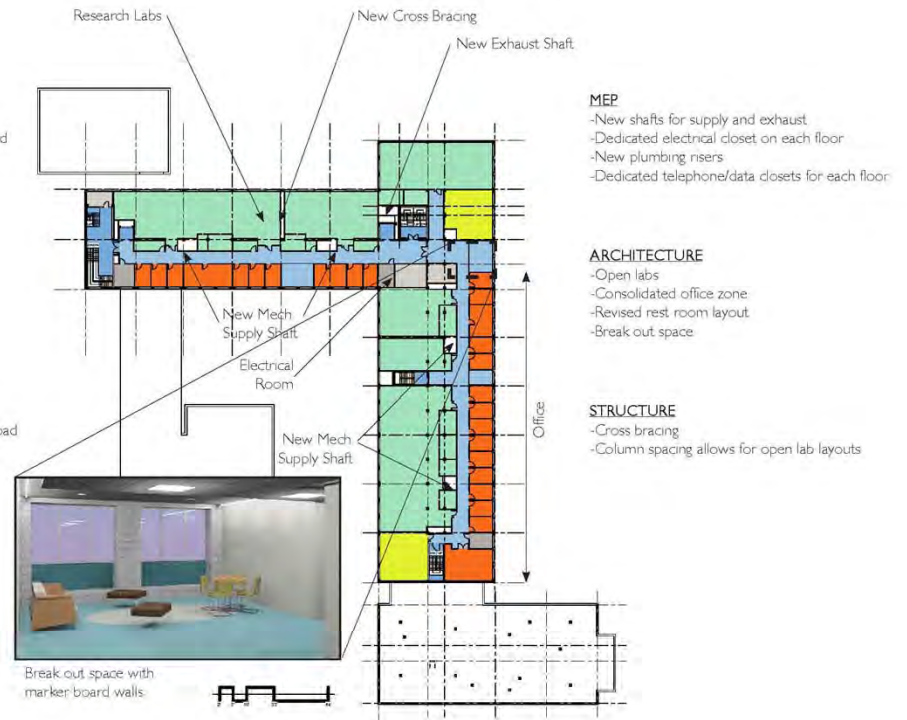 Research Labs
New Cross Bracing
New Exhaust Shaft
MEP
-New shafts for supply and exhaust
-Dedicated electrical closet on each floor
-New plumbing risers
-Dedicated telephone/data closets for each floor
ARCHITECTURE
-Open labs
-Consolidated office zone
-Revised rest room layout
-Break out space
New Mech
Supply Shaft
Electrical
Room
Office
STRUCTURE
-Cross bracing
-Column spacing allows for open lab layouts
New Mech
Supply Shaft
Break out space with
marker board walls